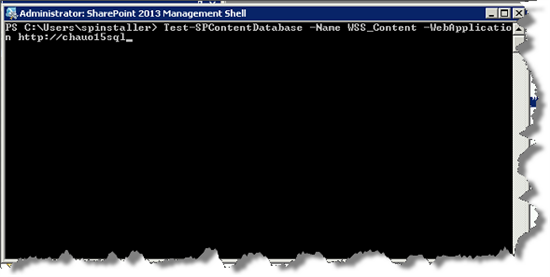 Administrator: SharePoint 2013 Management Shell
PS C:\Users\spinstaller> Test-SPContentDatabase -Name WSS_Content -WebApplicatio
n http://chauo15sql_